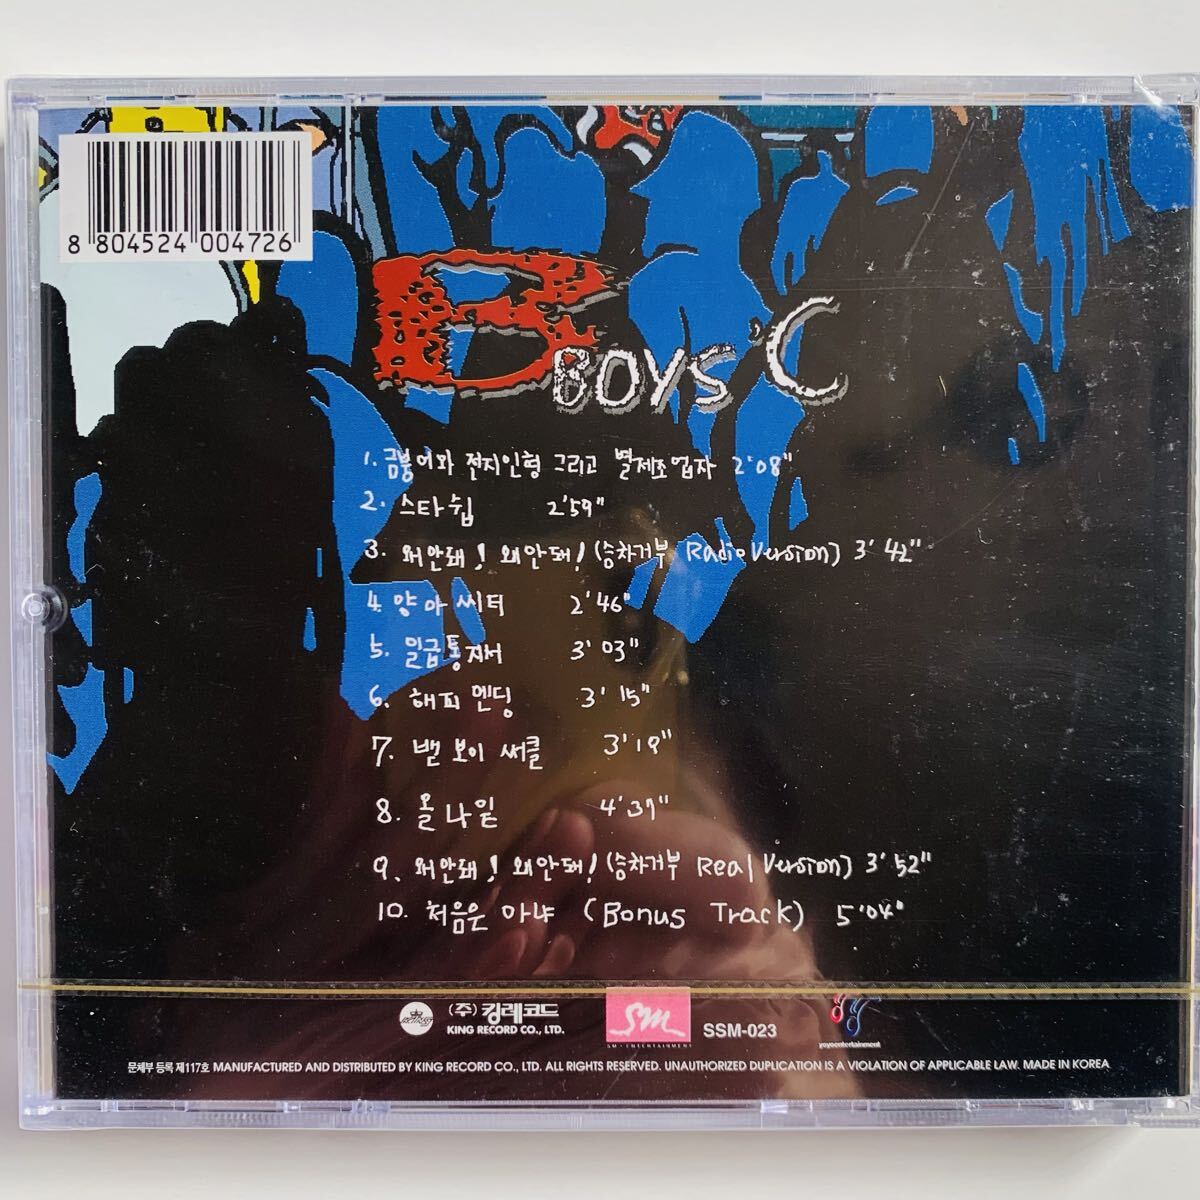 8 804524 004726
B BOYS 'C
1. 금붕어와 전지인형 그리고 별제조업자 2'08"
2. 스타쉽 2'59"
3. 왜안돼! 왜안돼! (승차거부 Radio Version) 3'42"
4. 양아씨티 2'46"
5. 일급통지서 3'03"
6. 해피엔딩 3'15"
7. 밷보이써클 3'19"
8. 올나잍 4'37"
9. 왜안돼! 왜안돼! (승차거부 Real Version) 3'52"
10. 처음은 아냐 (Bonus Track) 5'04"
(주) 킹레코드
KING RECORD CO., LTD.
SM
SM · ENTERTAINMENT
SSM-023
yoyoentertainment
문체부 등록 제117호 MANUFACTURED AND DISTRIBUTED BY KING RECORD CO., LTD. ALL RIGHTS RESERVED. UNAUTHORIZED DUPLICATION IS A VIOLATION OF APPLICABLE LAW. MADE IN KOREA